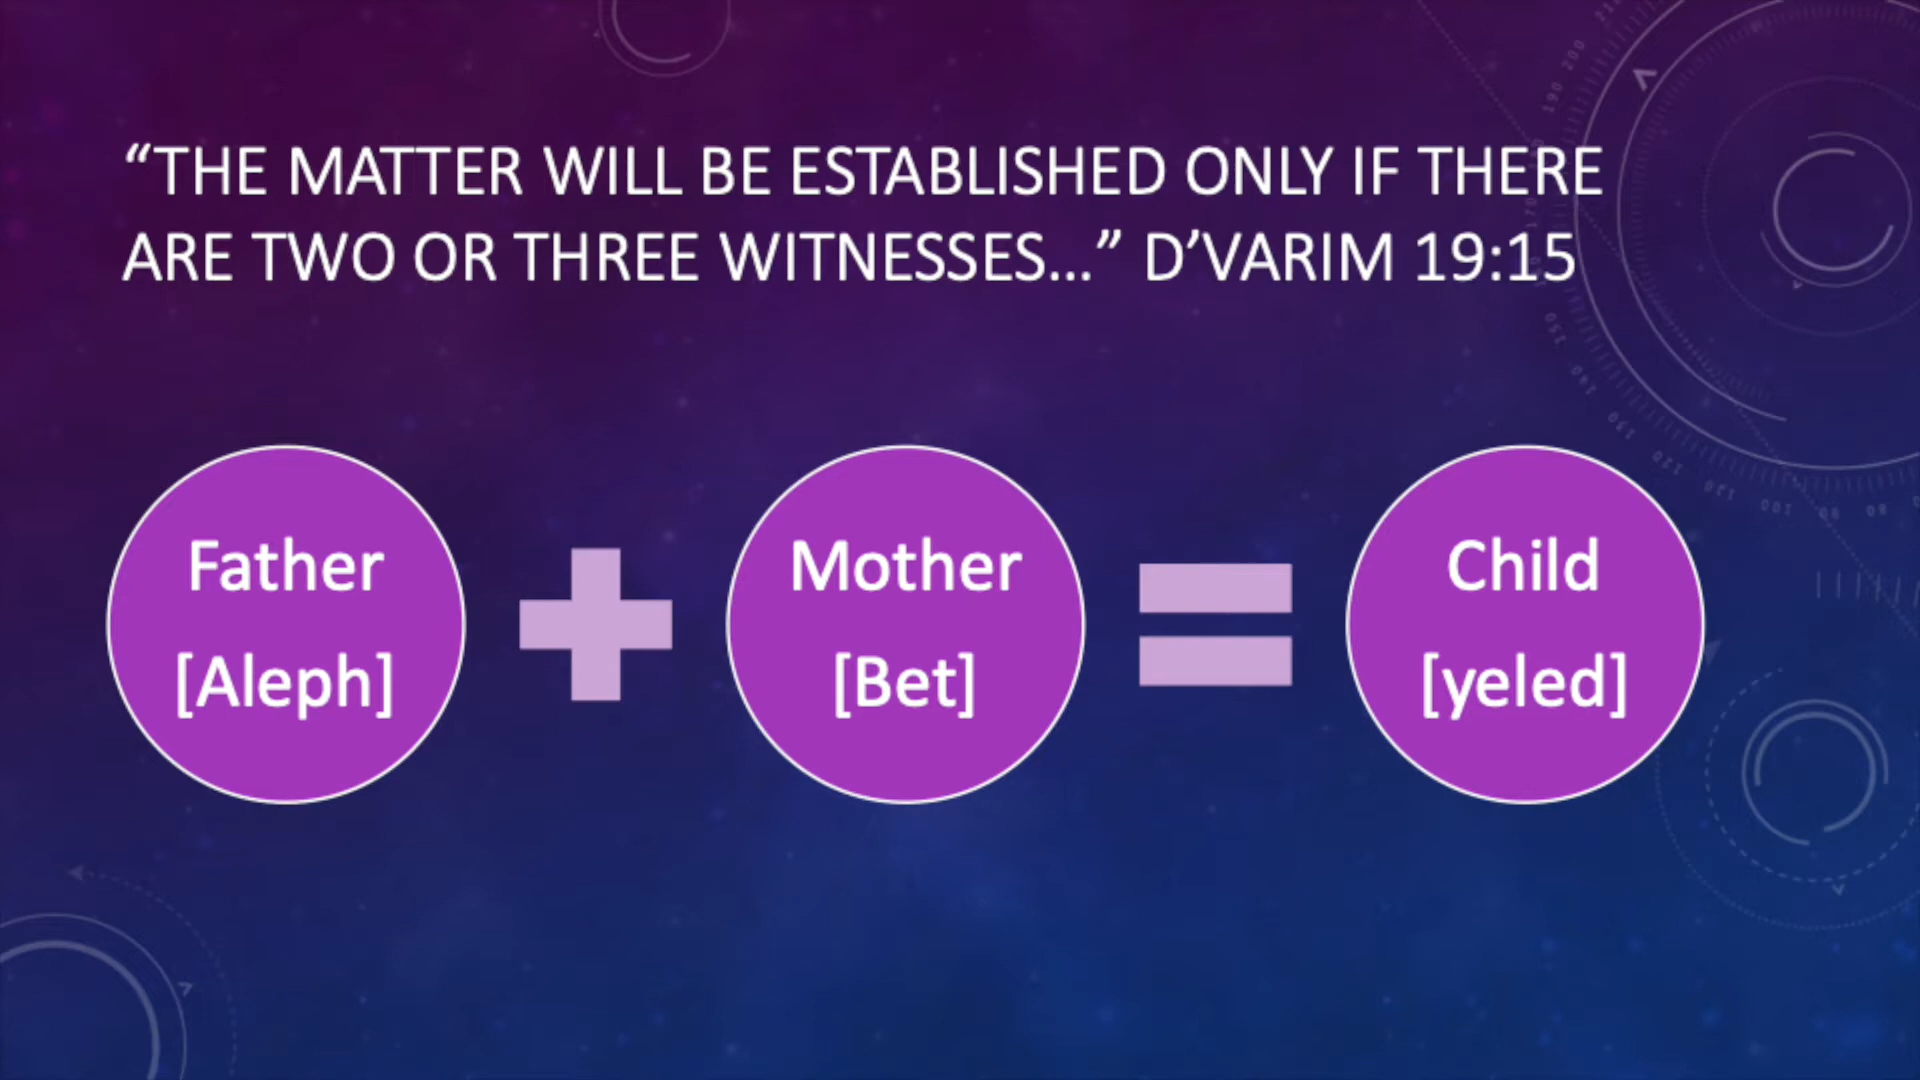 “THE MATTER WILL BE ESTABLISHED ONLY IF THERE
ARE TWO OR THREE WITNESSES…” D’VARIM 19:15
Father
[Aleph]
Mother
[Bet]
Child
[yeled]